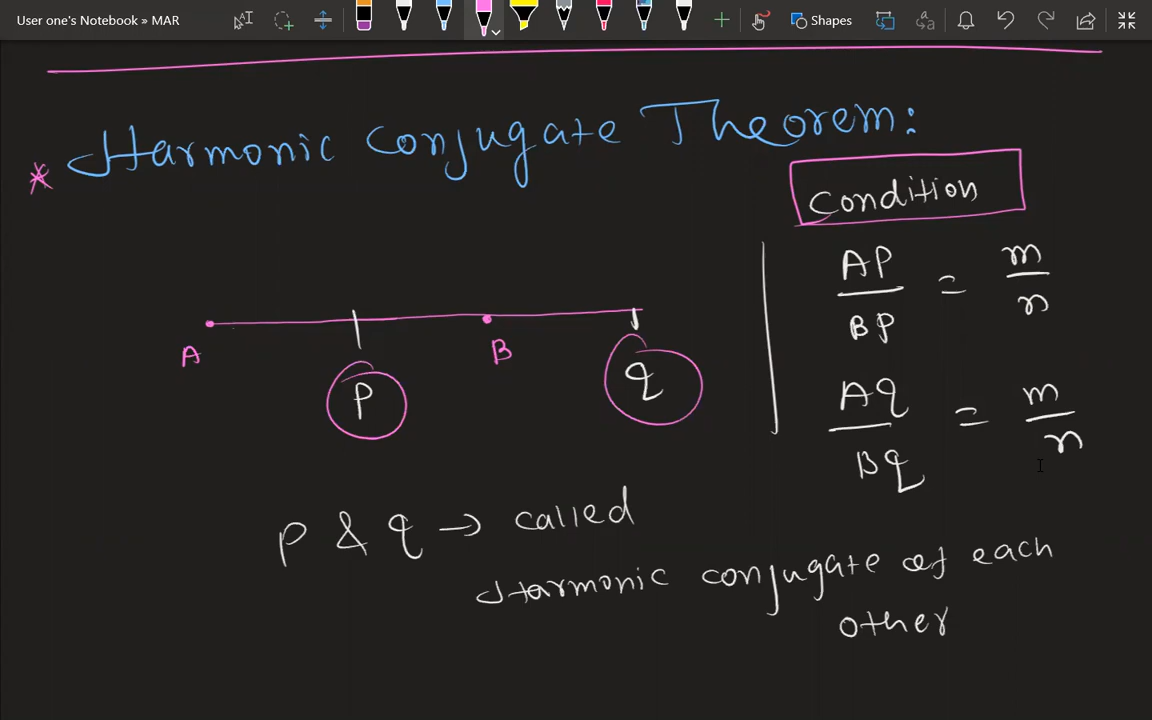 User one's Notebook » MAR
Shapes
* Harmonic Conjugate Theorem:
Condition
AP/BP = m/n
A B
P q
Aq/Bq = m/n
P & q → called
Harmonic conjugate of each
other